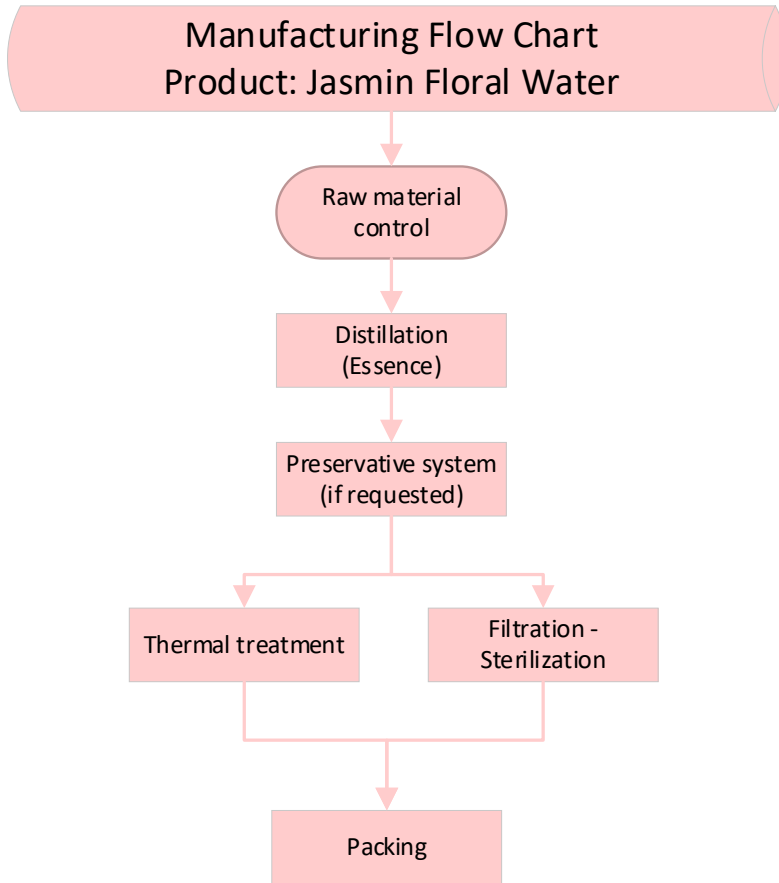 Manufacturing Flow Chart
Product: Jasmin Floral Water
Raw material
control
Distillation
(Essence)
Preservative system
(if requested)
Thermal treatment
Filtration -
Sterilization
Packing